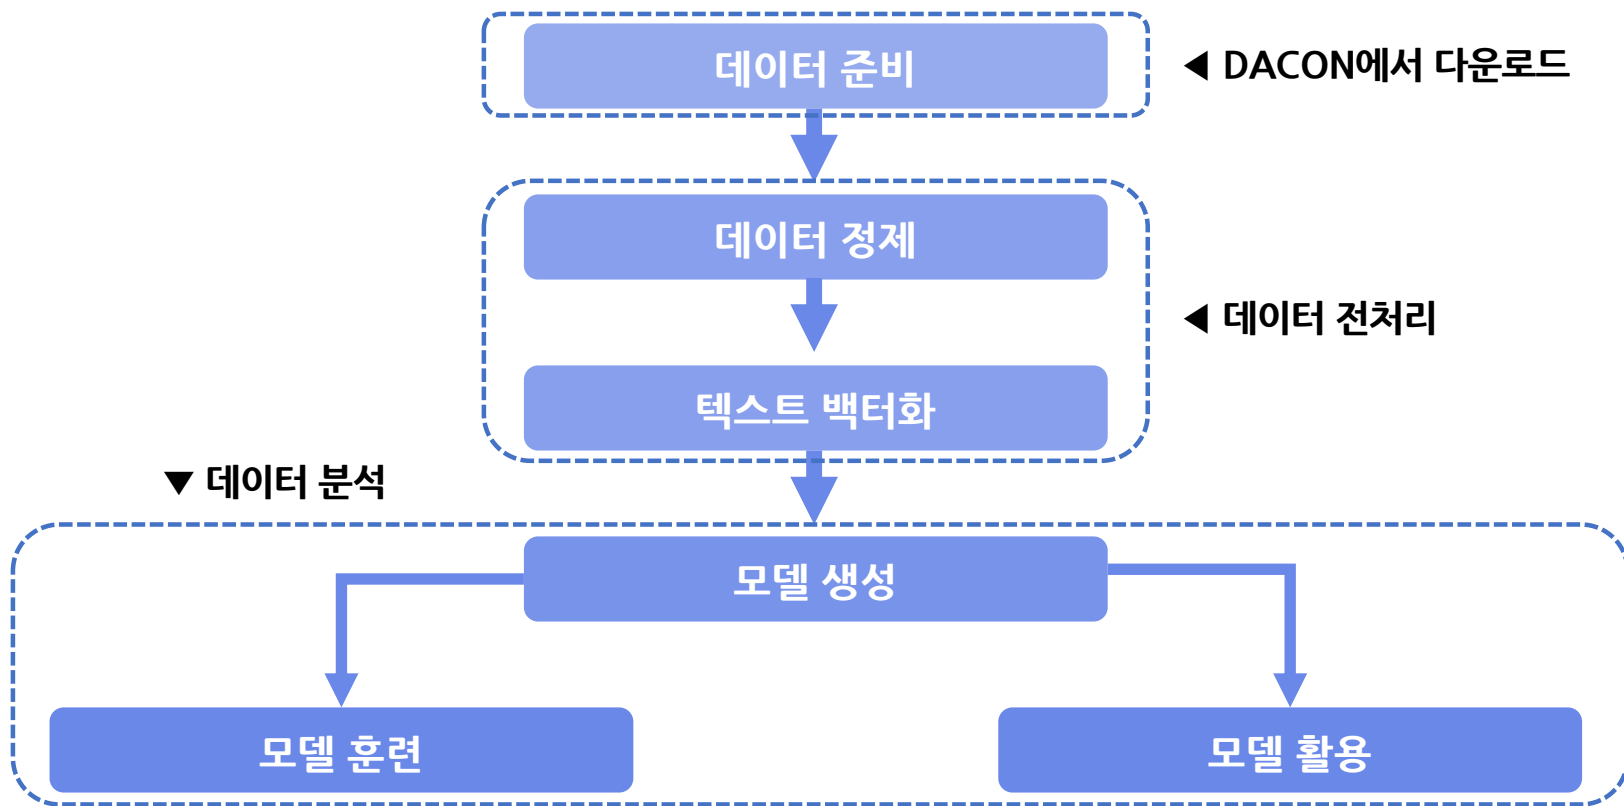 데이터 준비
◀ DACON에서 다운로드
데이터 정제
◀ 데이터 전처리
텍스트 백터화
▼ 데이터 분석
모델 생성
모델 훈련
모델 활용